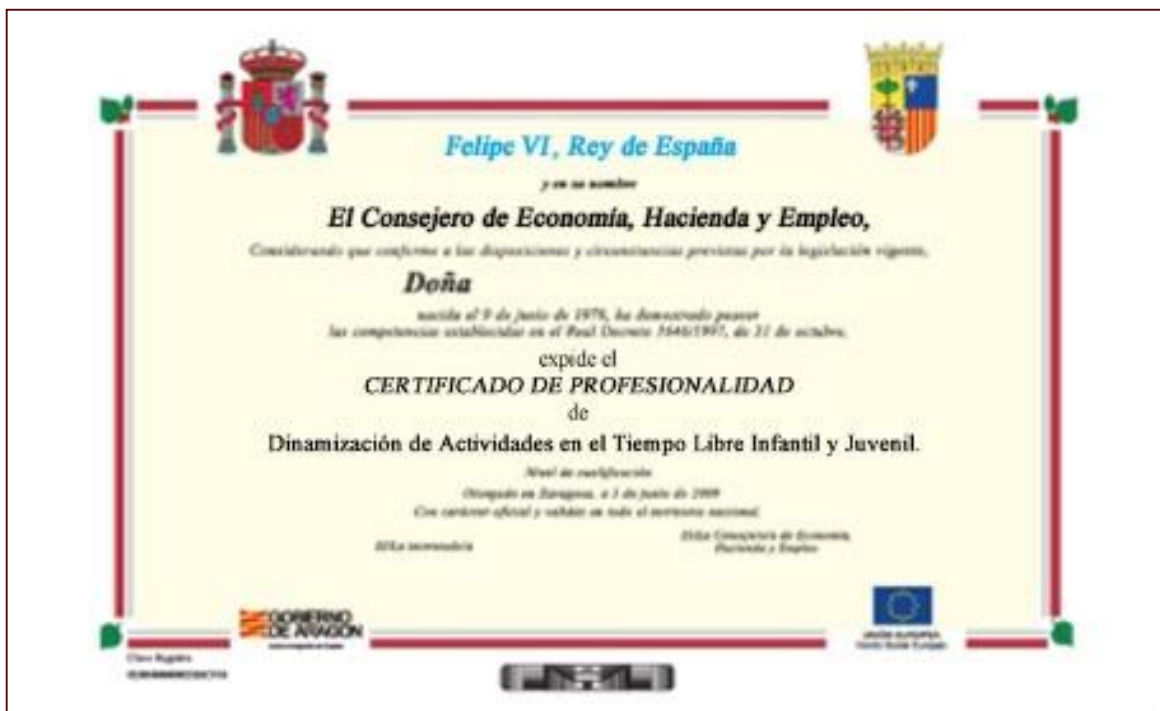 Felipe VI, Rey de España
y en su nombre
El Consejero de Economía, Hacienda y Empleo,
Considerando que conforme a las disposiciones y circunstancias previstas por la legislación vigente,
Doña
nacida el 9 de junio de 1978, ha demostrado poseer
las competencias establecidas en el Real Decreto de 31 de octubre,
expide el
CERTIFICADO DE PROFESIONALIDAD
de
Dinamización de Actividades en el Tiempo Libre Infantil y Juvenil.
Nivel de cualificación
Otorgado en Zaragoza, a 1 de junio de 2009
Con carácter oficial y validez en todo el territorio nacional.
El/La Consejero/a de Economía,
El/La interesado/a
Hacienda y Empleo
GOBIERNO
DE ARAGON
UNIÓN EUROPEA
Fondo Social Europeo
Clave Registro